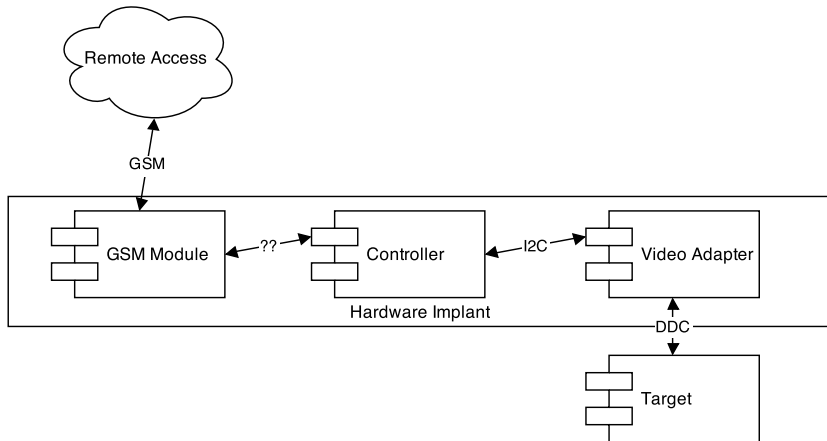 Remote Access
GSM
GSM Module
??
Controller
I2C
Video Adapter
Hardware Implant
DDC
Target